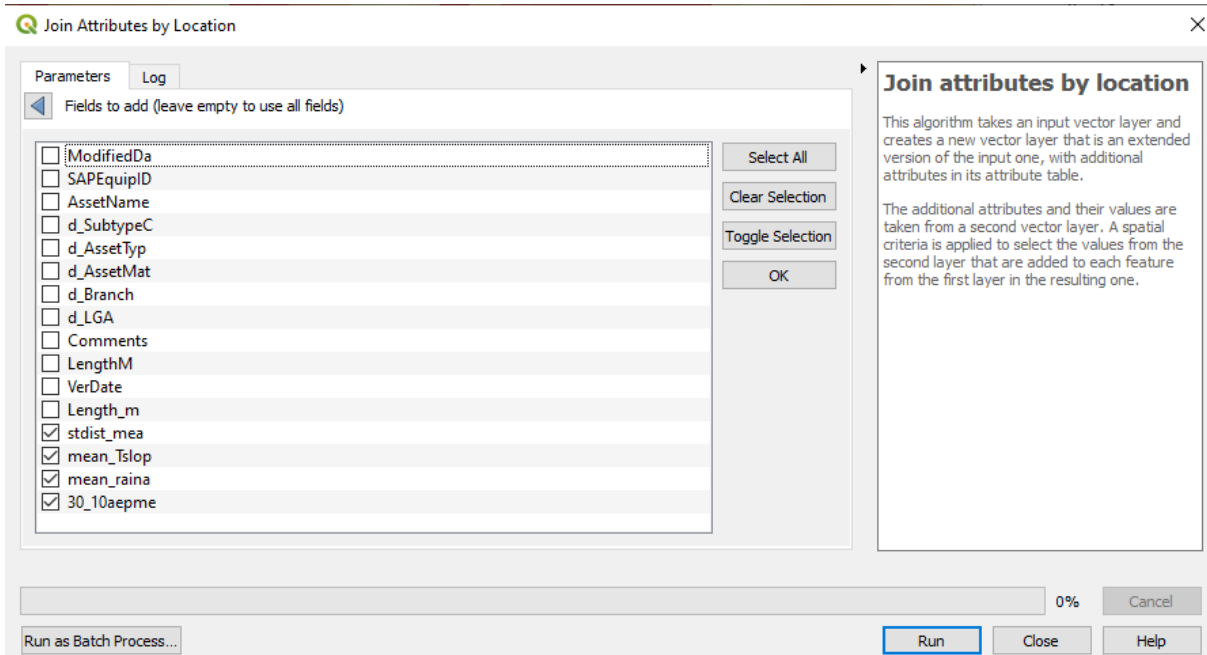 Join Attributes by Location
Parameters
Log
Fields to add (leave empty to use all fields)
ModifiedDa
SAPEquipID
AssetName
d_SubtypeC
d_AssetTyp
d_AssetMat
d_Branch
d_LGA
Comments
LengthM
VerDate
Length_m
stdist_mea
mean_Tslop
mean_raina
30_10aepme
Select All
Clear Selection
Toggle Selection
OK
Join attributes by location
This algorithm takes an input vector layer and
creates a new vector layer that is an extended
version of the input one, with additional
attributes in its attribute table.
The additional attributes and their values are
taken from a second vector layer. A spatial
criteria is applied to select the values from the
second layer that are added to each feature
from the first layer in the resulting one.
0%
Cancel
Run as Batch Process...
Run
Close
Help